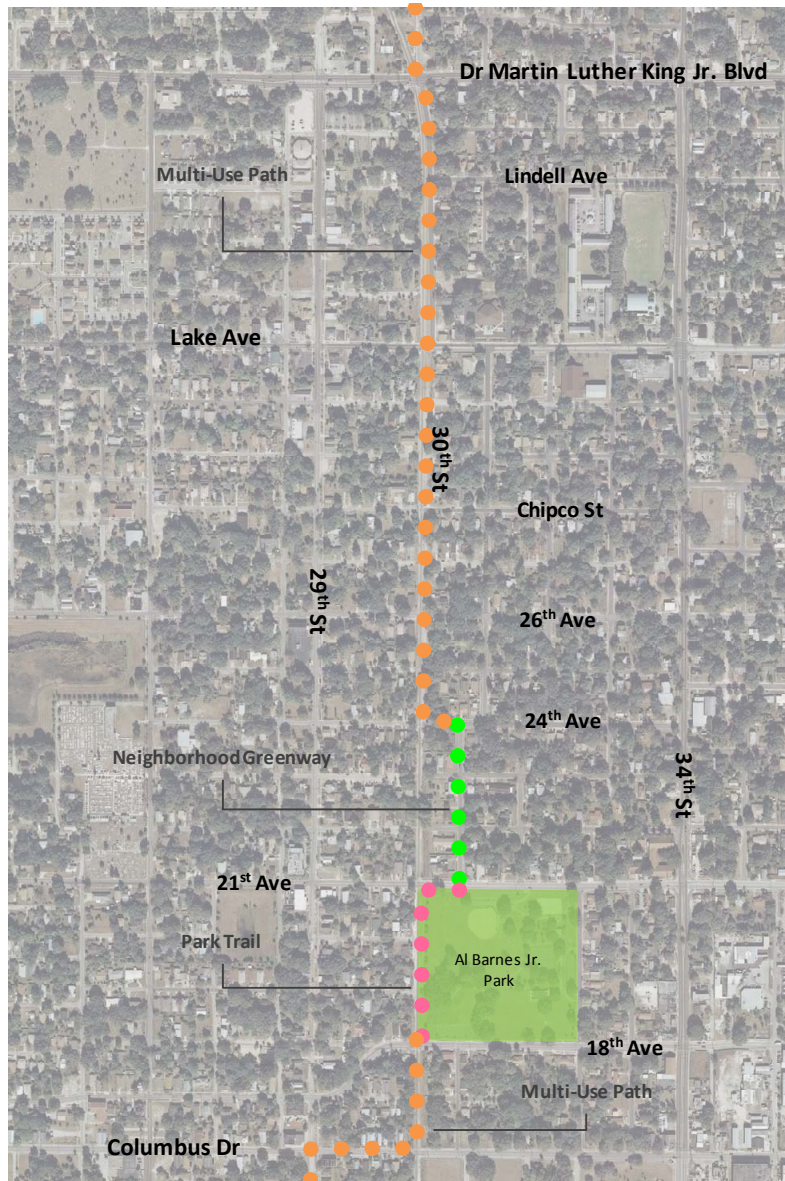 Dr Martin Luther King Jr. Blvd
Multi-Use Path
Lindell Ave
Lake Ave
30th St
Chipco St
29th St
26th Ave
24th Ave
Neighborhood Greenway
34th St
21st Ave
Park Trail
Al Barnes Jr.
Park
18th Ave
Multi-Use Path
Columbus Dr